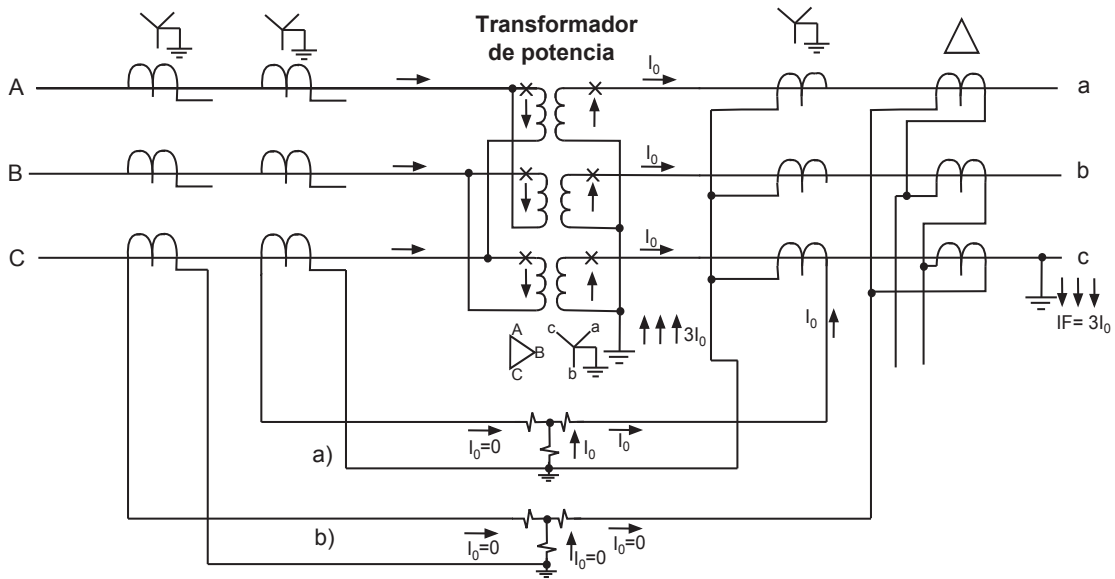 Transformador
de potencia
A
I₀
a
B
I₀
b
C
I₀
c
IF= 3I₀
3I₀
I₀
A
B
C
c
a
b
a)
I₀=0
I₀
I₀
b)
I₀=0
I₀=0
I₀=0